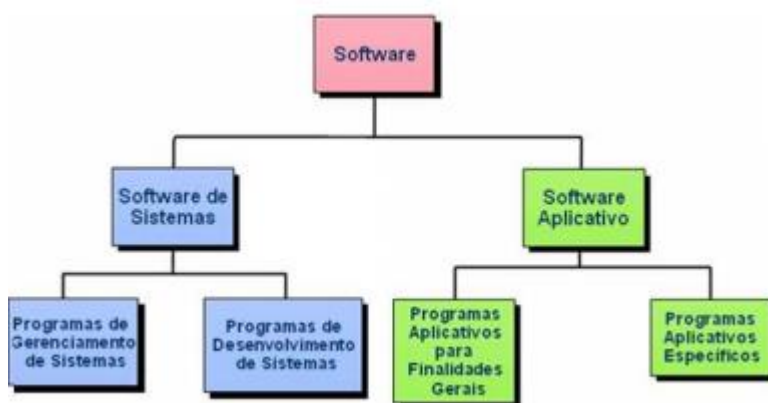 Software
Software de
Sistemas
Software
Aplicativo
Programas de
Gerenciamento
de Sistemas
Programas de
Desenvolvimento
de Sistemas
Programas
Aplicativos
para
Finalidades
Gerais
Programas
Aplicativos
Específicos